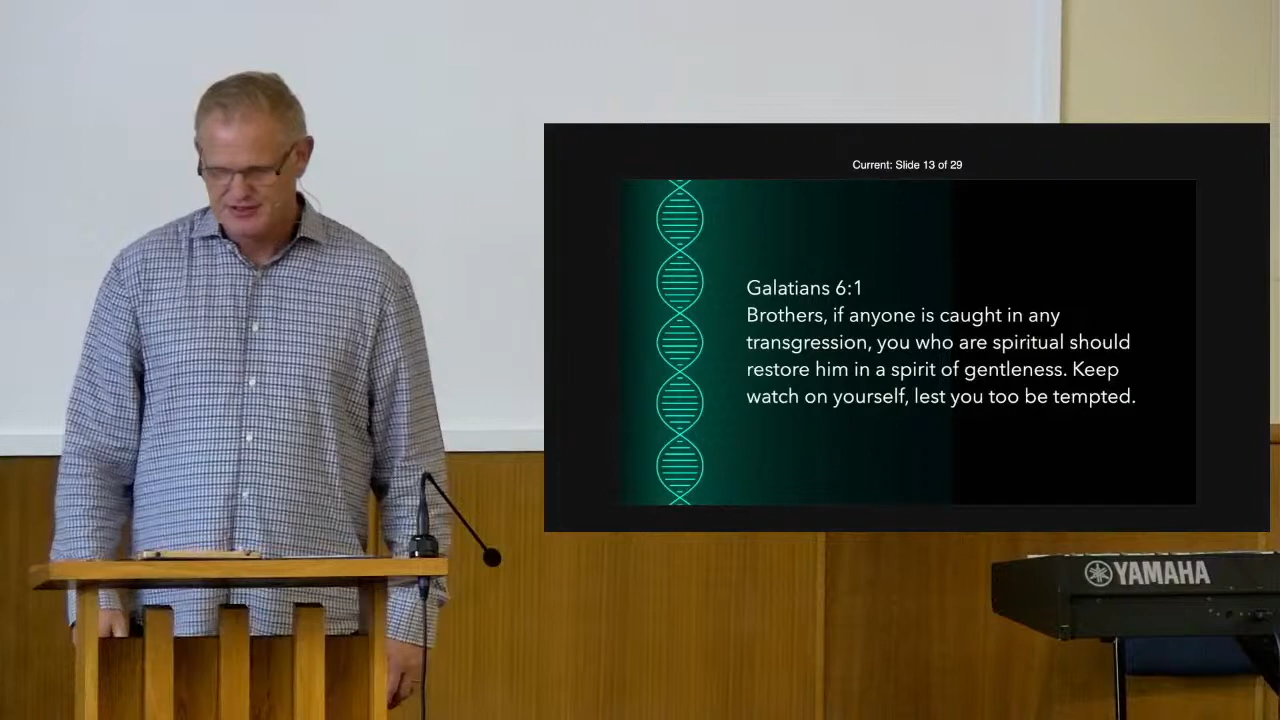 Current: Slide 13 of 29
Galatians 6:1
Brothers, if anyone is caught in any
transgression, you who are spiritual should
restore him in a spirit of gentleness. Keep
watch on yourself, lest you too be tempted.
YAMAHA